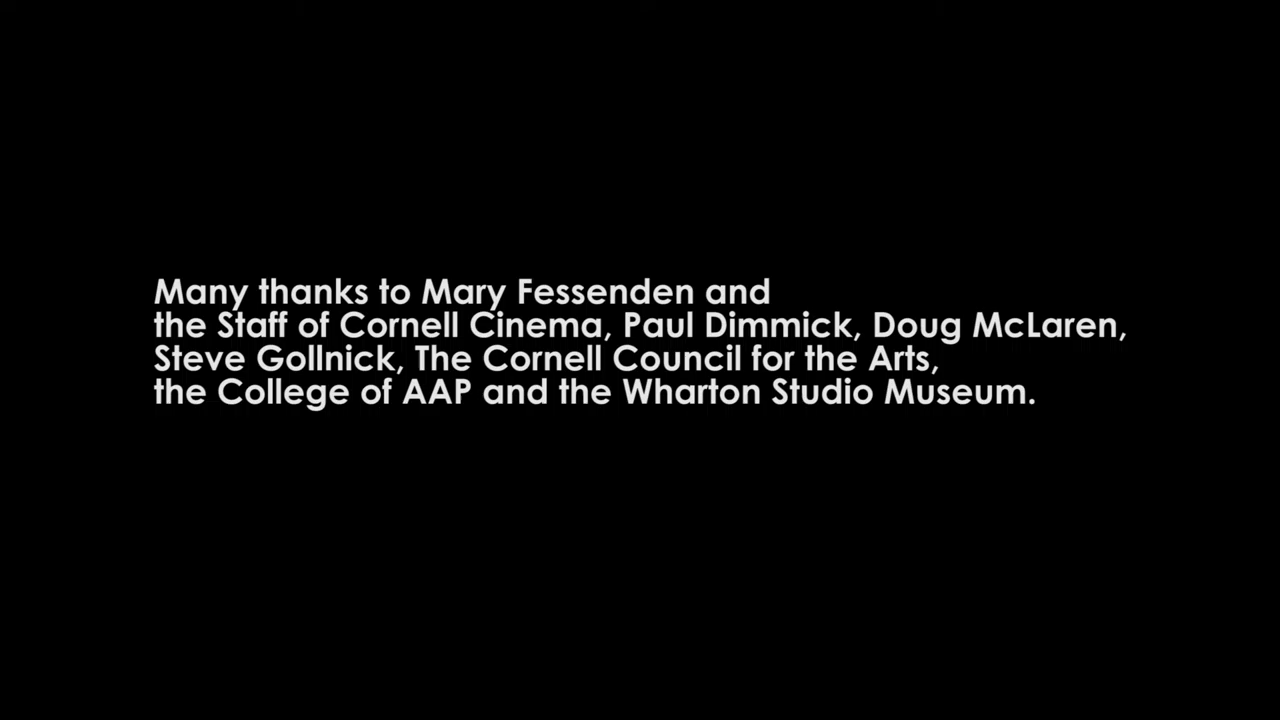 Many thanks to Mary Fessenden and
the Staff of Cornell Cinema, Paul Dimmick, Doug McLaren,
Steve Gollnick, The Cornell Council for the Arts,
the College of AAP and the Wharton Studio Museum.